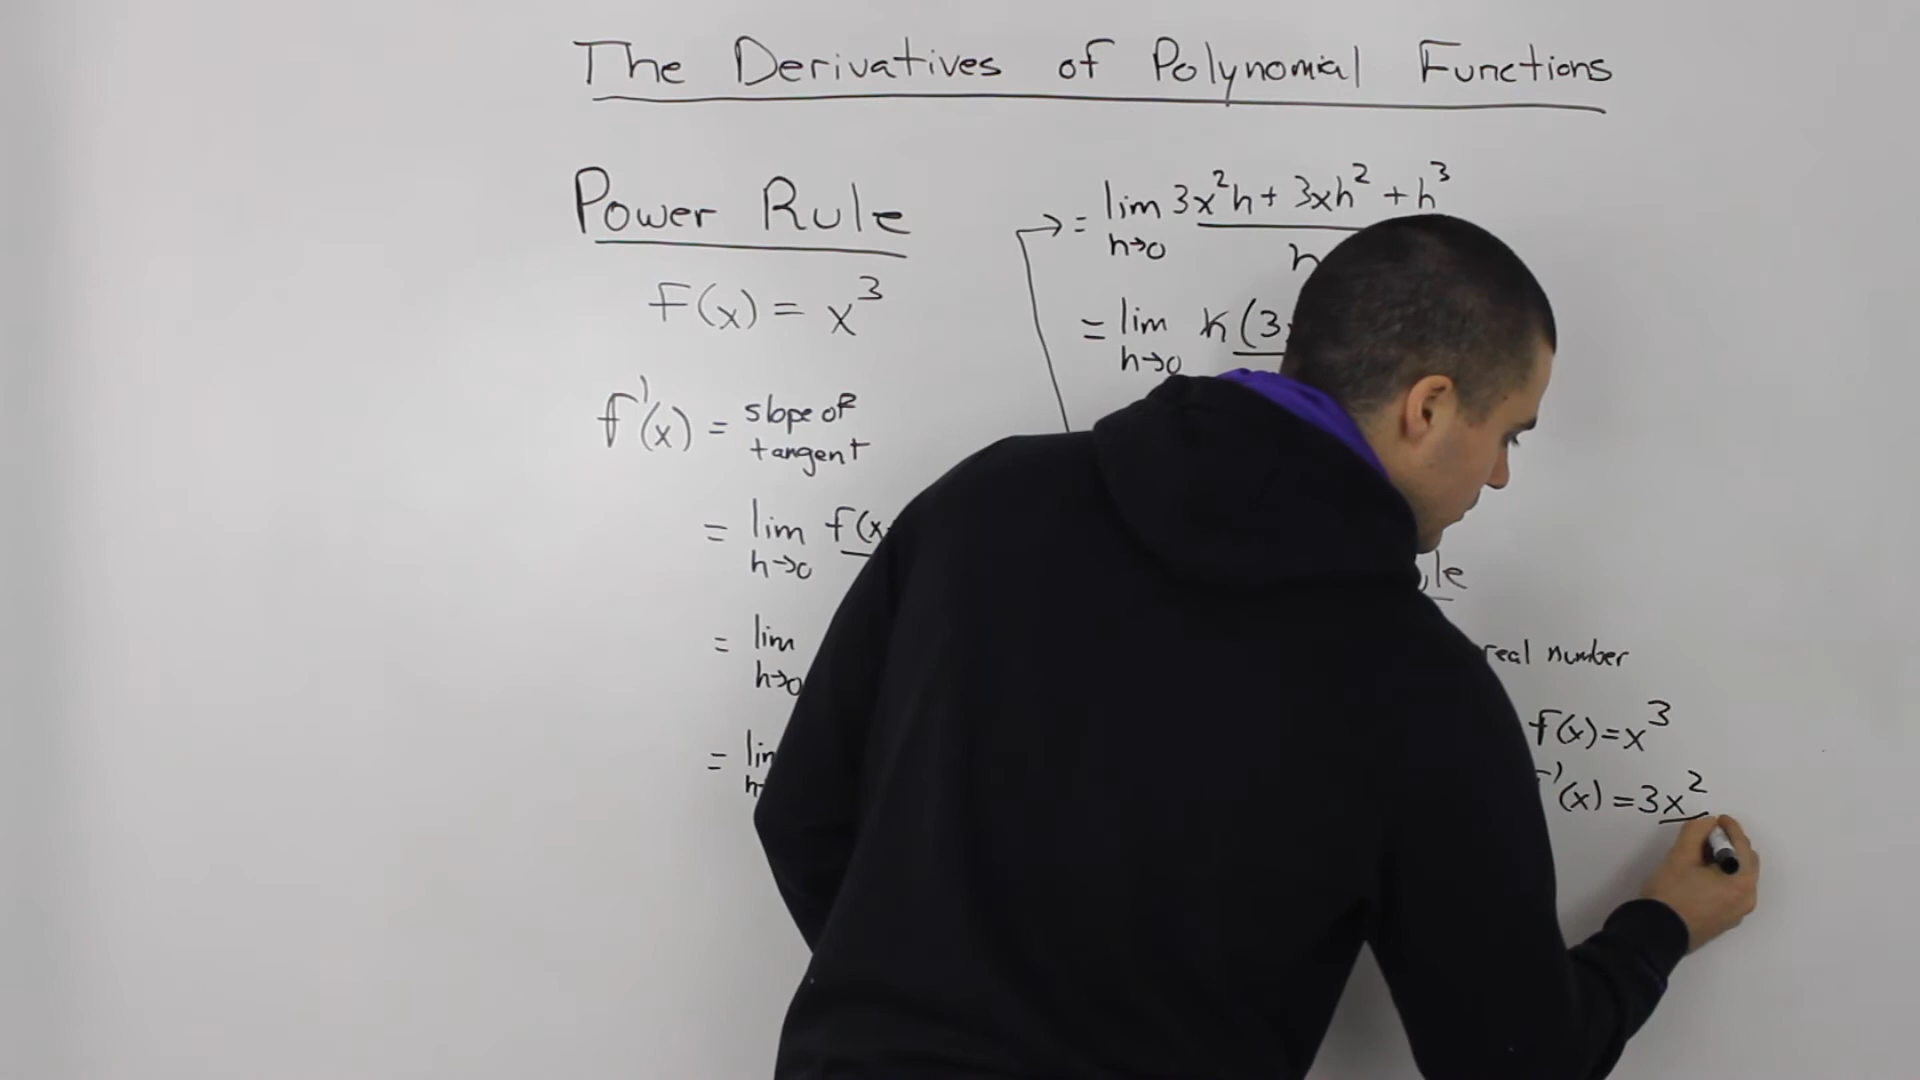 The Derivatives of Polynomial Functions
Power Rule
F(x) = x³
f'(x) = slope of
tangent
= lim f(x
h→0
= lim
h→0
= lim
h
→ = lim 3x²h + 3xh² + h³
h→0 h
= lim h(3
h→0
real number
f(x) = x³
'(x) = 3x²